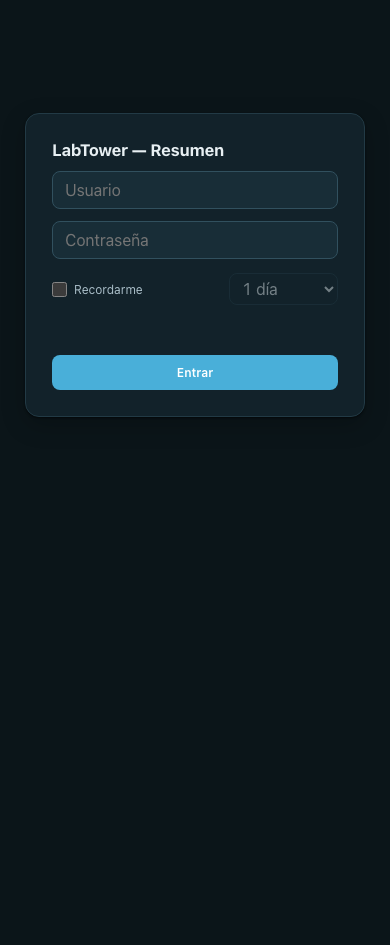 LabTower — Resumen
Usuario
Contraseña
Recordarme 1 día
Entrar